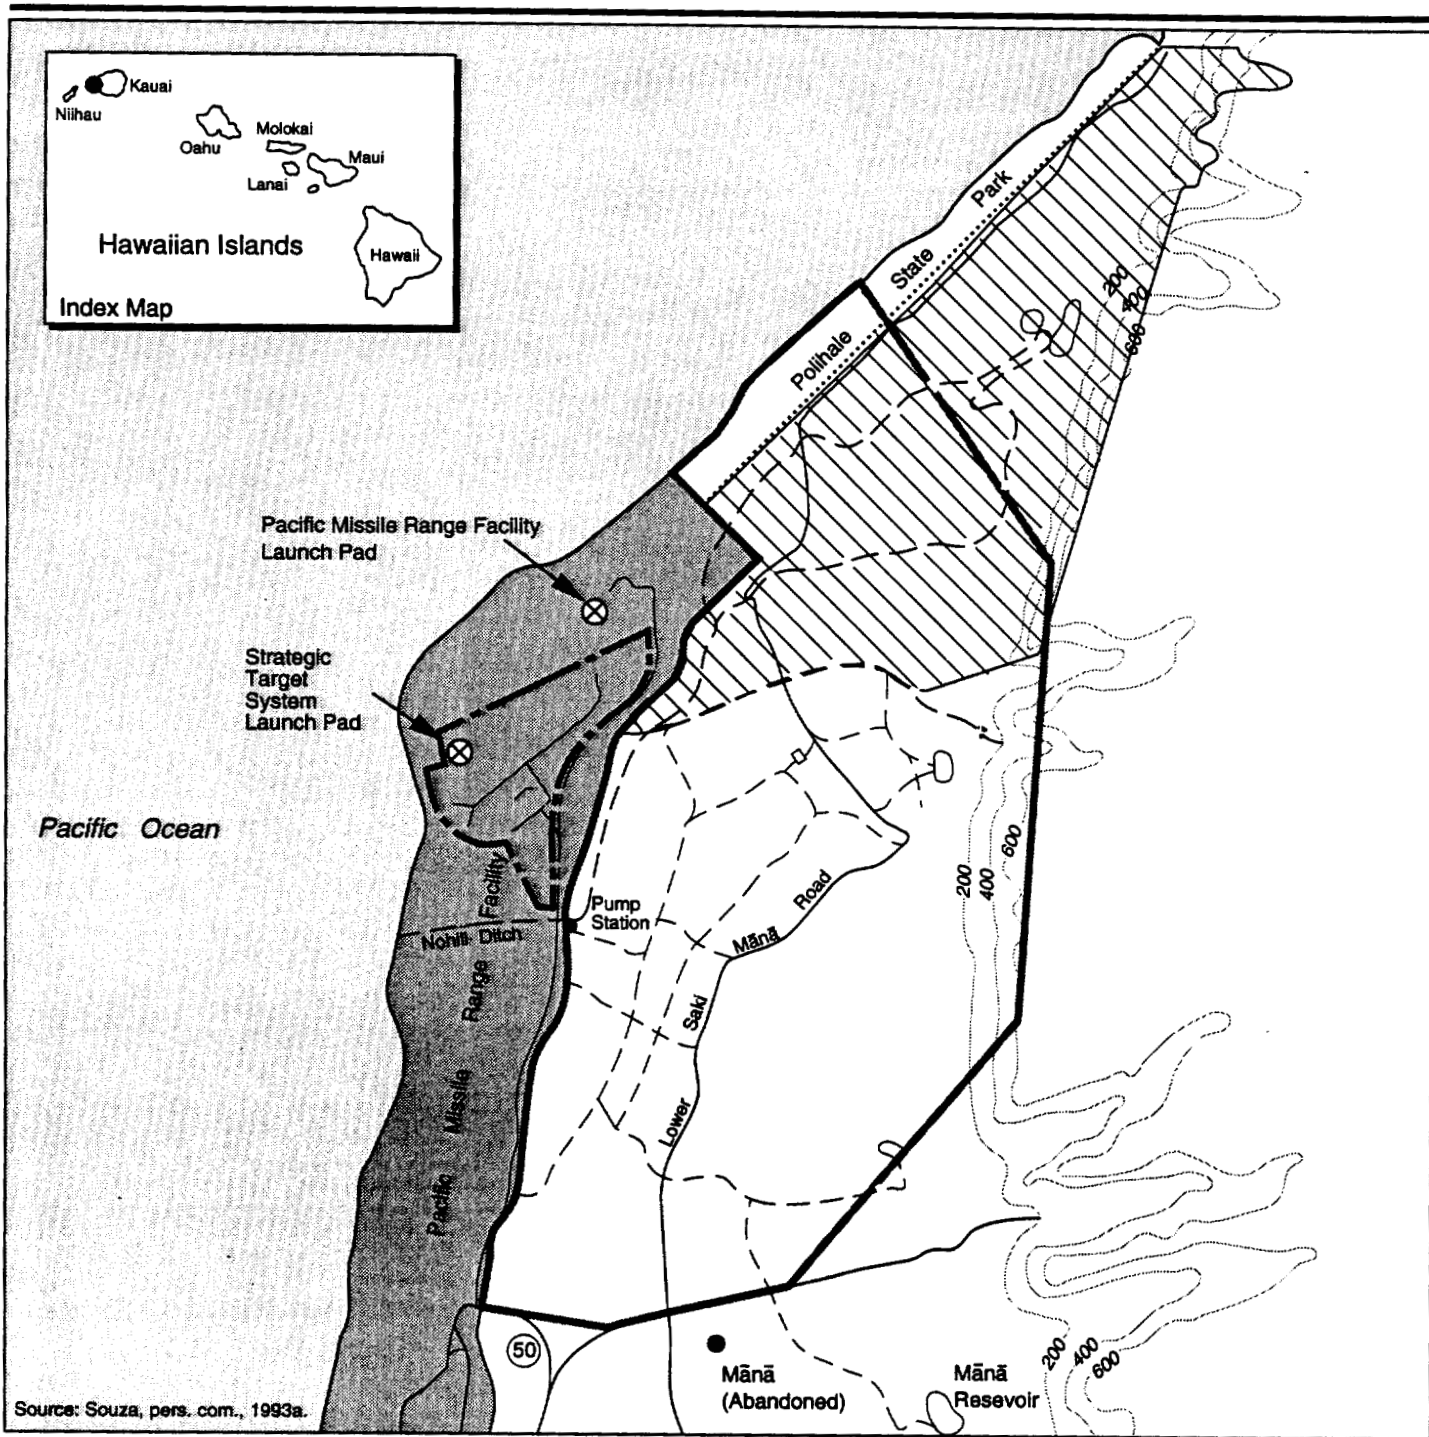 Kauai
Niihau
Oahu
Molokai
Maui
Lanai
Hawaiian Islands
Hawaii
Index Map
Polihale State Park
200
400
600
Pacific Missile Range Facility
Launch Pad
Strategic
Target
System
Launch Pad
Pacific Ocean
Pump
Station
Nohili Ditch
Pacific Missile Range Facility
Lower Saki Mānā Road
200
400
600
50
Mānā
(Abandoned)
Mānā
Resevoir
200
400
600
Source: Souza, pers. com., 1993a.